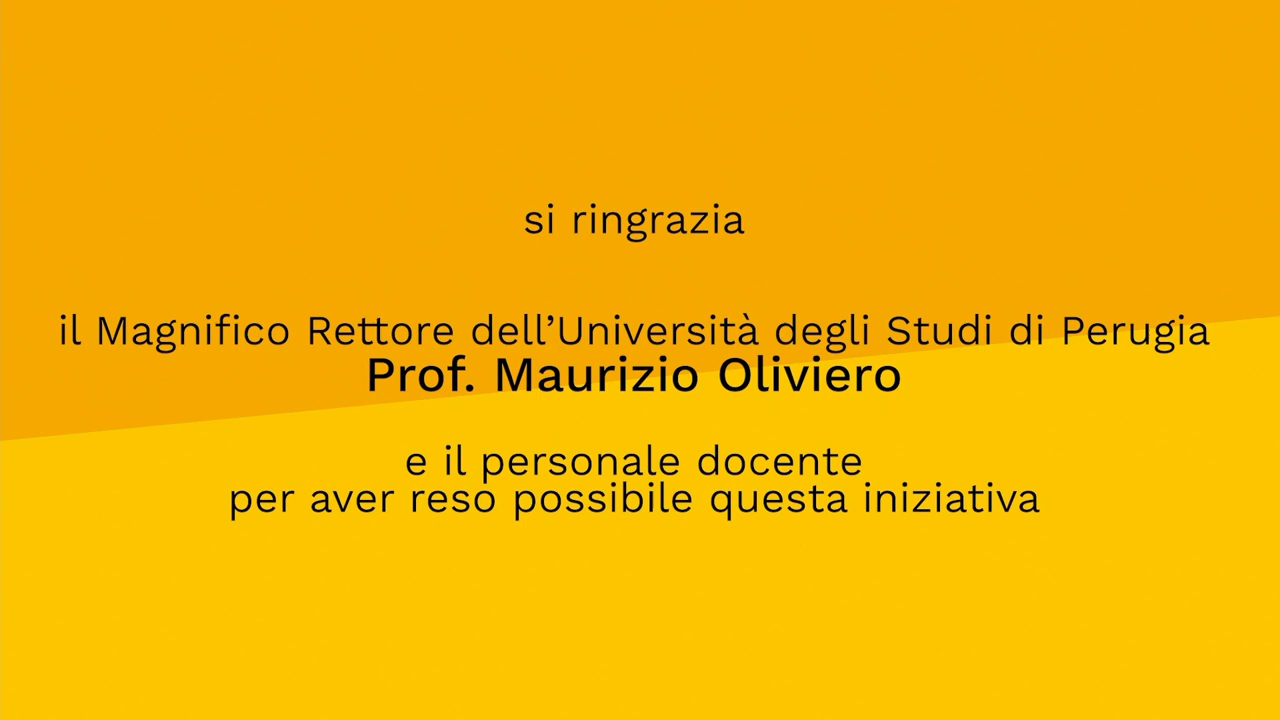 si ringrazia
il Magnifico Rettore dell’Università degli Studi di Perugia
Prof. Maurizio Oliviero
e il personale docente
per aver reso possibile questa iniziativa